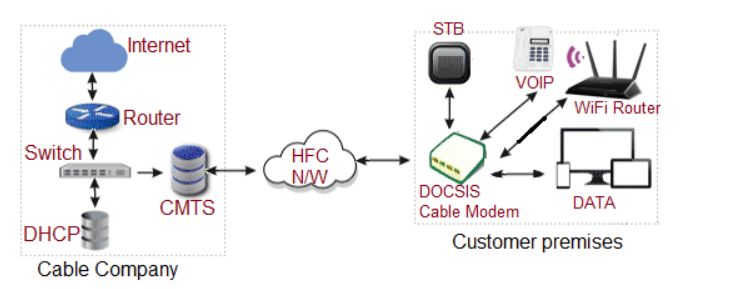 Internet
Router
Switch
CMTS
DHCP
Cable Company
HFC
N/W
STB
VOIP
WiFi Router
DOCSIS
Cable Modem
DATA
Customer premises